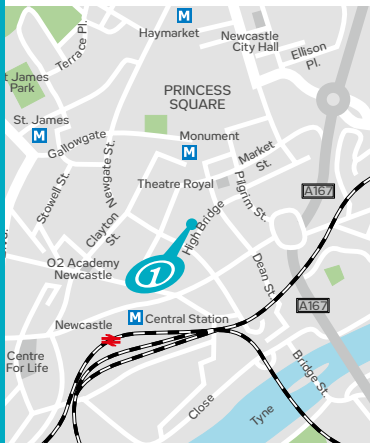 M
Haymarket
Newcastle
City Hall
Ellison
Pl.
Terrace Pl.
t James
Park
PRINCESS
SQUARE
St. James
M
Gallowgate
Monument
M
Market
St.
Newgate St.
Theatre Royal
Stowell St.
Pilgrim St.
A167
Clayton
St.
High Bridge
O2 Academy
Newcastle
1
Dean St.
A167
Newcastle
M Central Station
Centre
For Life
Bridge St.
Close
Tyne